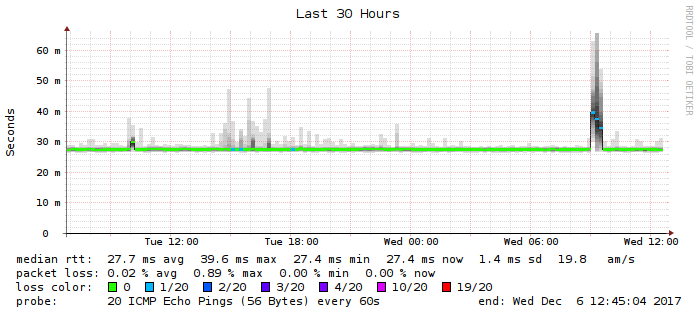 Last 30 Hours
RRDTOOL / TOBI OETIKER
Seconds
60 m
50 m
40 m
30 m
20 m
10 m
0
Tue 12:00 Tue 18:00 Wed 00:00 Wed 06:00 Wed 12:00
median rtt: 27.7 ms avg 39.6 ms max 27.4 ms min 27.4 ms now 1.4 ms sd 19.8 am/s
packet loss: 0.02 % avg 0.89 % max 0.00 % min 0.00 % now
loss color: 0 1/20 2/20 3/20 4/20 10/20 19/20
probe: 20 ICMP Echo Pings (56 Bytes) every 60s end: Wed Dec 6 12:45:04 2017